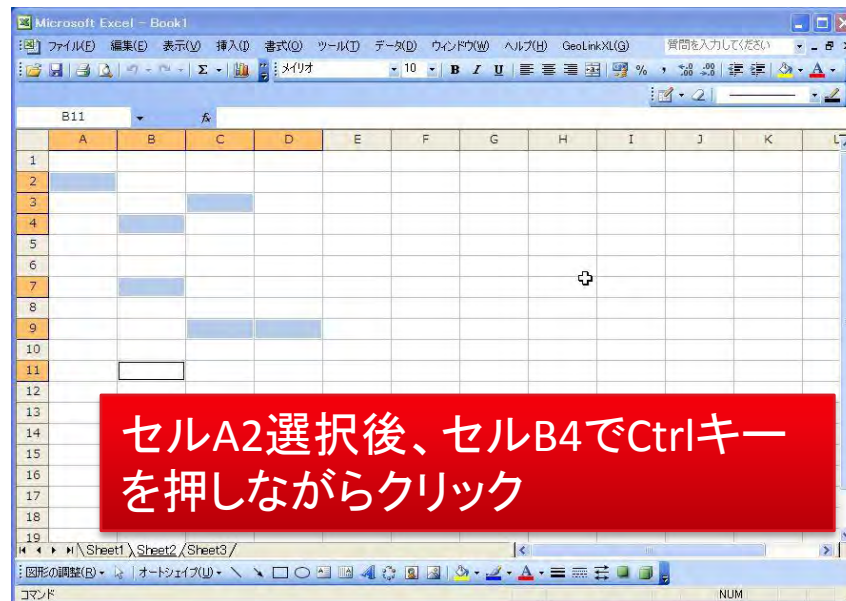 Microsoft Excel - Book1
ファイル(F) 編集(E) 表示(V) 挿入(I) 書式(O) ツール(T) データ(D) ウィンドウ(W) ヘルプ(H) GeoLinkXL(G) 質問を入力してください
メイリオ 10 B I U % ,
B11 fx
A B C D E F G H I J K L
1
2
3
4
5
6
7
8
9
10
11
12
13
14
15
16
17
18
19
セルA2選択後、セルB4でCtrlキー
を押しながらクリック
Sheet1 Sheet2 Sheet3
図形の調整(R) オートシェイプ(U)
コマンド NUM